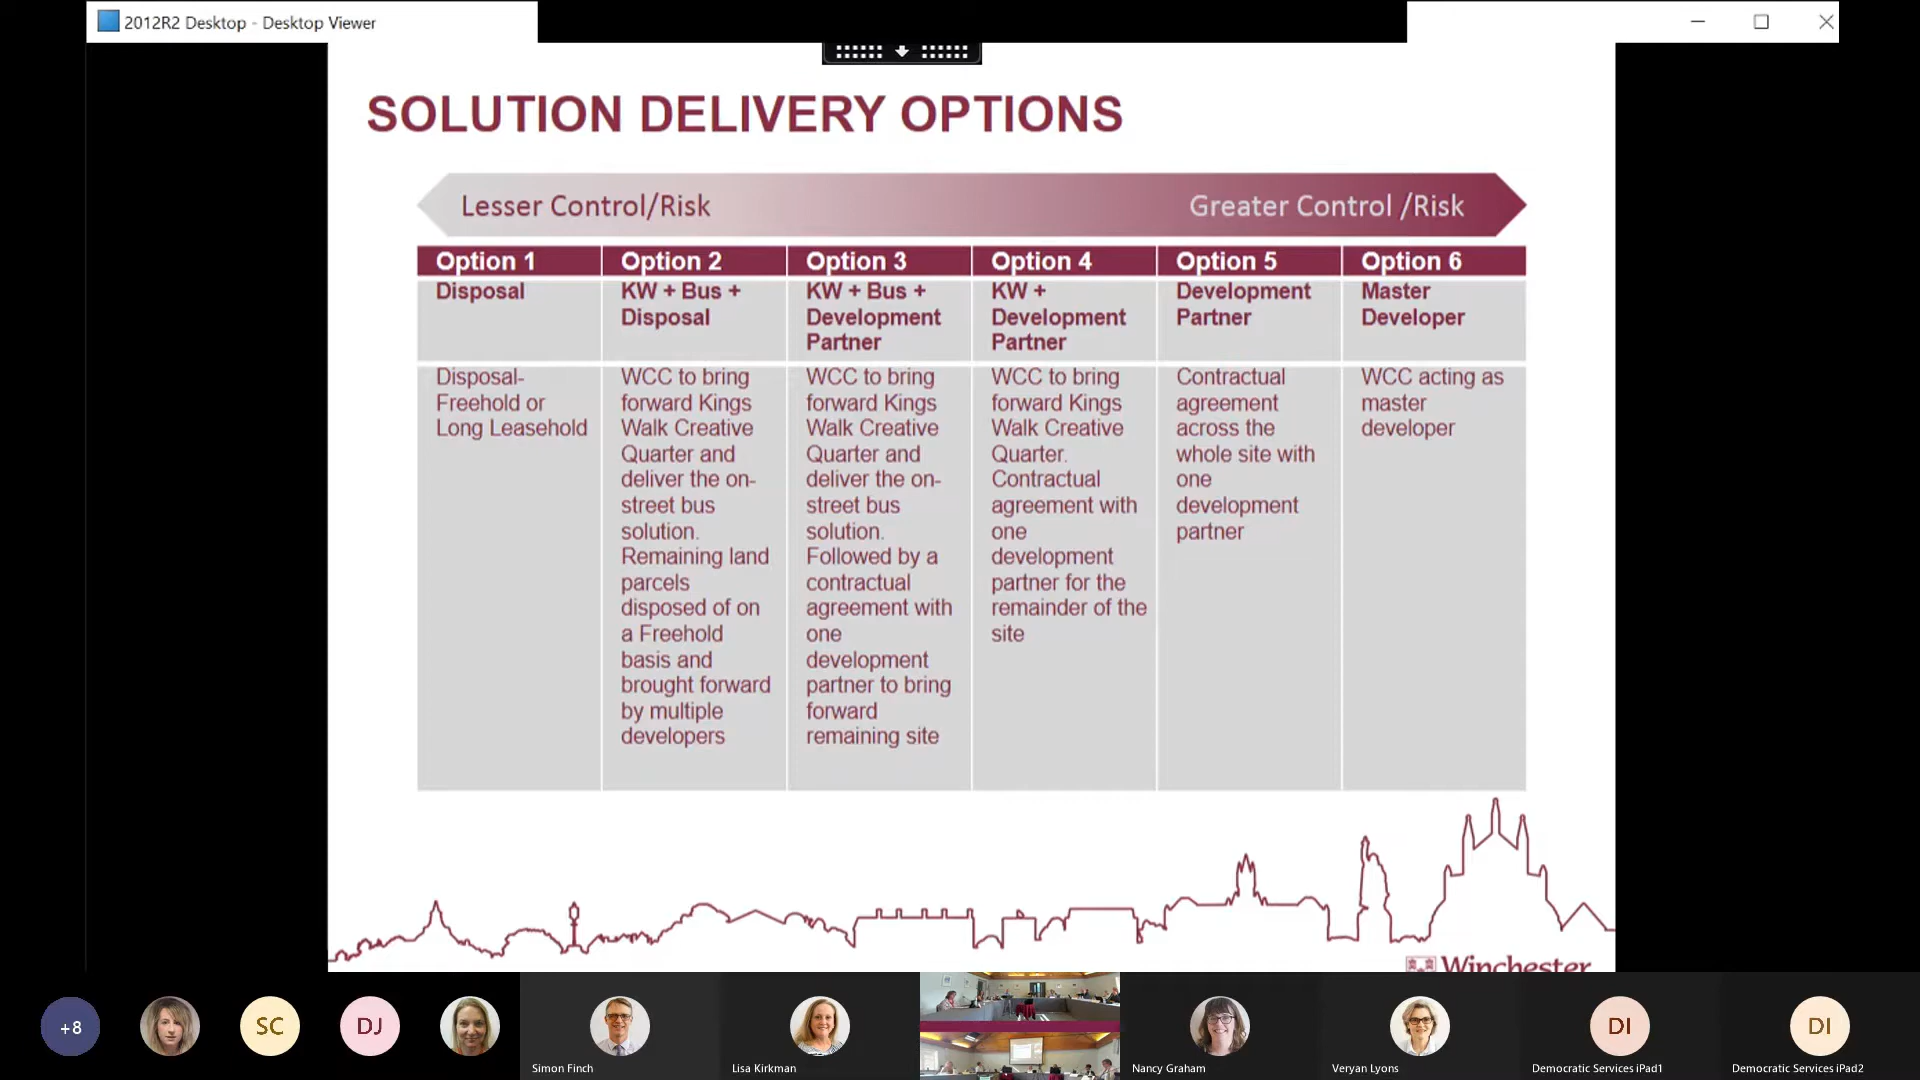 2012R2 Desktop - Desktop Viewer
SOLUTION DELIVERY OPTIONS
Lesser Control/Risk
Greater Control /Risk
Option 1
Disposal
Disposal-
Freehold or
Long Leasehold
Option 2
KW + Bus +
Disposal
WCC to bring
forward Kings
Walk Creative
Quarter and
deliver the on-
street bus
solution.
Remaining land
parcels
disposed of on
a Freehold
basis and
brought forward
by multiple
developers
Option 3
KW + Bus +
Development
Partner
WCC to bring
forward Kings
Walk Creative
Quarter and
deliver the on-
street bus
solution.
Followed by a
contractual
agreement with
one
development
partner to bring
forward
remaining site
Option 4
KW +
Development
Partner
WCC to bring
forward Kings
Walk Creative
Quarter.
Contractual
agreement with
one
development
partner for the
remainder of the
site
Option 5
Development
Partner
Contractual
agreement
across the
whole site with
one
development
partner
Option 6
Master
Developer
WCC acting as
master
developer
Winchester
+8
SC
DJ
Simon Finch
Lisa Kirkman
Nancy Graham
Veryan Lyons
DI
Democratic Services iPad1
DI
Democratic Services iPad2